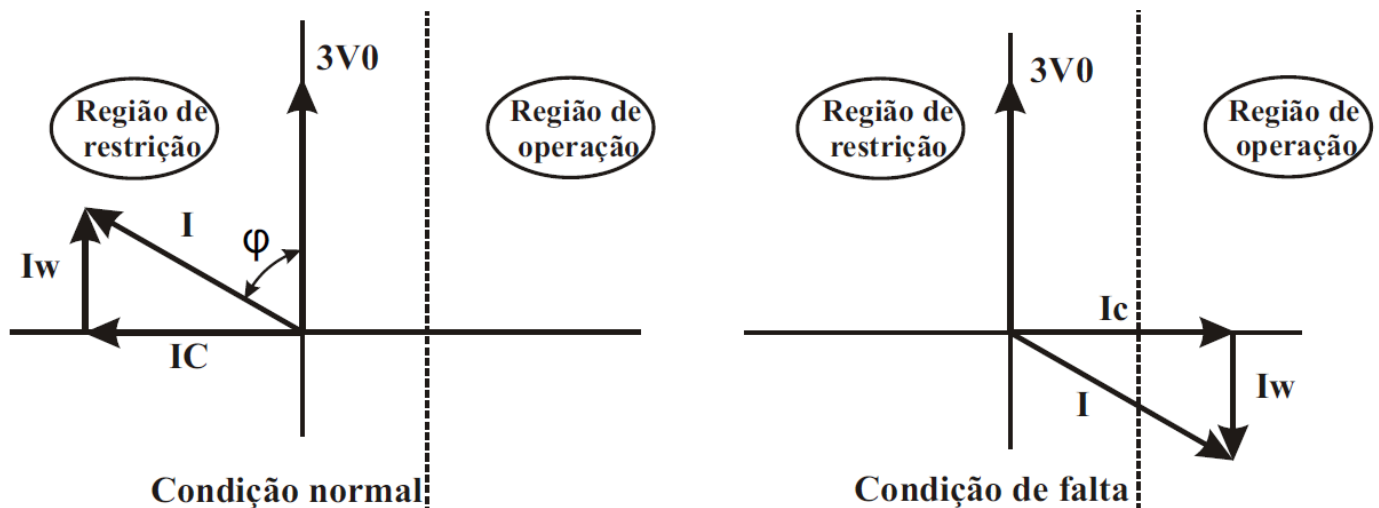 3V0
Região de
restrição
Região de
operação
I
φ
Iw
IC
Condição normal
3V0
Região de
restrição
Região de
operação
Ic
I
Iw
Condição de falta